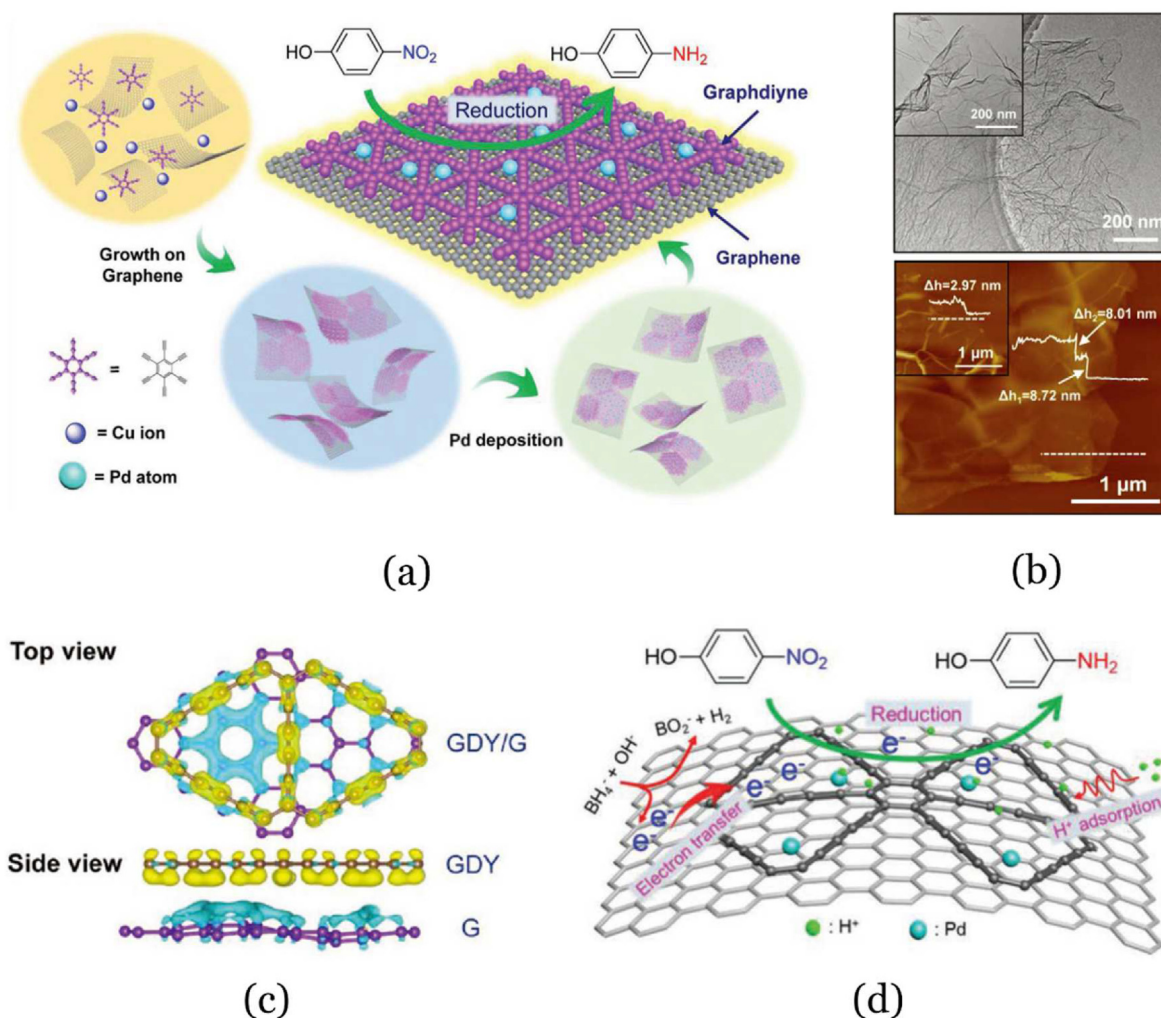 HO
NO₂
HO
NH₂
Reduction
Graphdiyne
Graphene
Growth on
Graphene
=
= Cu ion
= Pd atom
Pd deposition
(a)
200 nm
200 nm
Δh=2.97 nm
1 µm
Δh₂=8.01 nm
Δh₁=8.72 nm
1 µm
(b)
Top view
GDY/G
Side view
GDY
G
(c)
HO
NO₂
HO
NH₂
Reduction
BO₂⁻ + H₂
BH₄⁻ + OH⁻
e⁻
e⁻
e⁻
e⁻
e⁻
e⁻
Electron transfer
H⁺ adsorption
: H⁺
: Pd
(d)